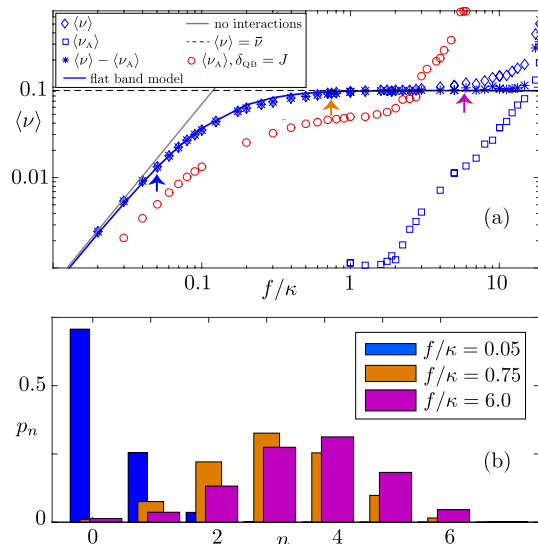 ⟨ν⟩ no interactions
⟨ν_A⟩ ⟨ν⟩ = ν̄
⟨ν⟩ − ⟨ν_A⟩ ⟨ν_A⟩, δ_QB = J
flat band model
0.1
⟨ν⟩
0.01
(a)
0.1 1 10
f/κ
f/κ = 0.05
f/κ = 0.75
f/κ = 6.0
0.5
p_n
(b)
0
0 2 n 4 6